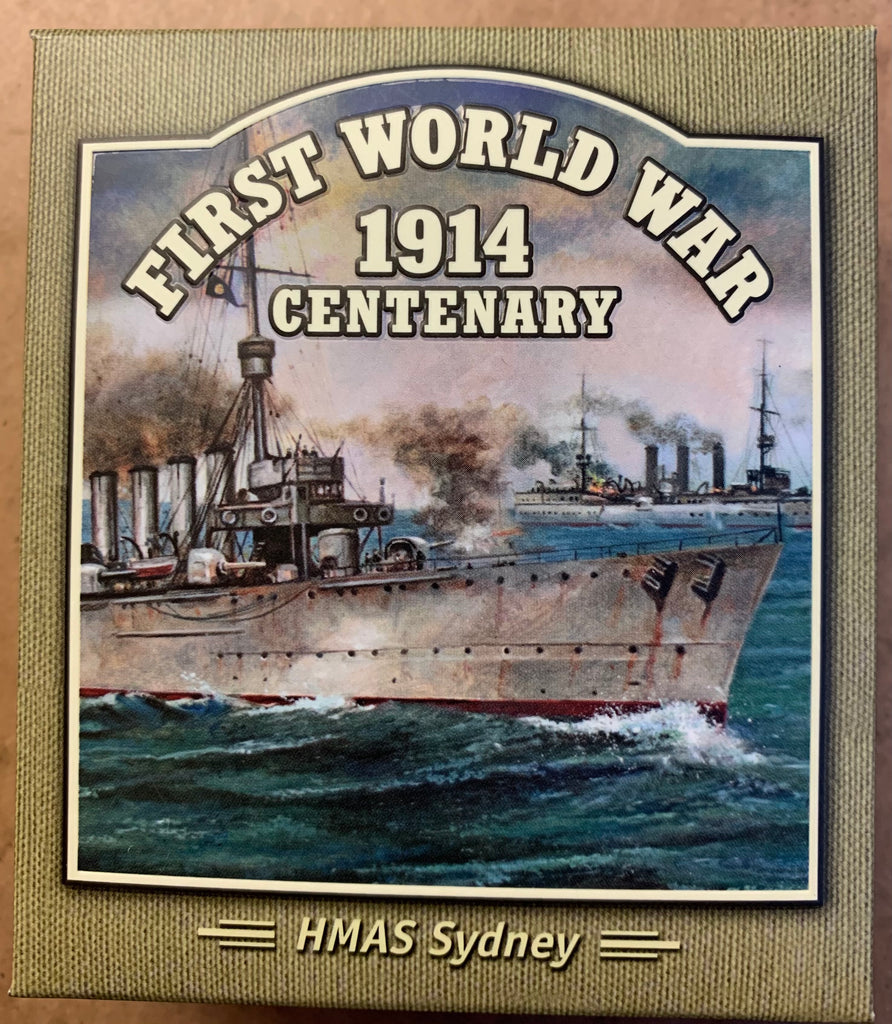 FIRST WORLD WAR
1914
CENTENARY
HMAS Sydney